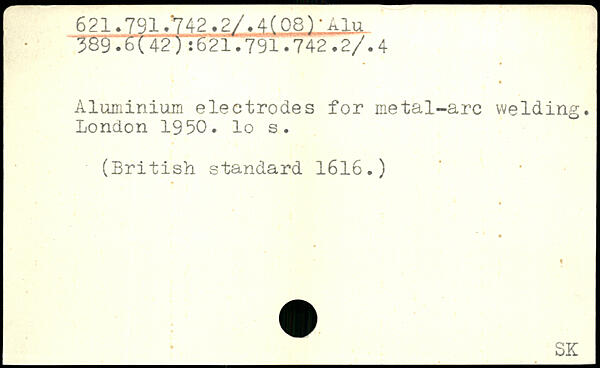 621.791.742.2/.4(08) Alu
389.6(42):621.791.742.2/.4
Aluminium electrodes for metal-arc welding.
London 1950. lo s.
(British standard 1616.)
SK